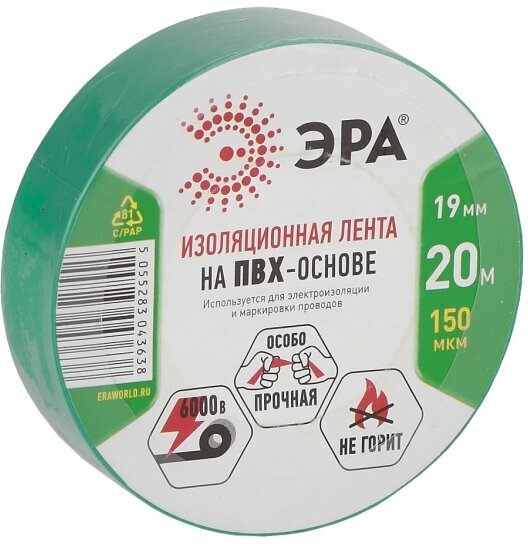 ЭРА®
19 мм
ИЗОЛЯЦИОННАЯ ЛЕНТА
НА ПВХ-ОСНОВЕ
20 м
Используется для электроизоляции
и маркировки проводов
150
МКМ
81
C/PAP
5 055283 043638
ERAWORLD.RU
6000В
ОСОБО
ПРОЧНАЯ
НЕ ГОРИТ